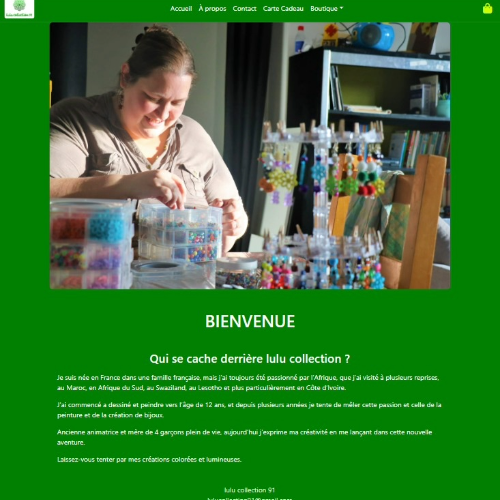 Accueil À propos Contact Carte Cadeau Boutique
BIENVENUE
Qui se cache derrière lulu collection ?
Je suis née en France dans une famille française, mais j'ai toujours été passionné par l'Afrique, que j'ai visité à plusieurs reprises,
au Maroc, en Afrique du Sud, au Swaziland, au Lesotho et plus particulièrement en Côte d'Ivoire.
J'ai commencé a dessiné et peindre vers l'âge de 12 ans, et depuis plusieurs années je tente de mêler cette passion et celle de la
peinture et de la création de bijoux.
Ancienne animatrice et mère de 4 garçons plein de vie, aujourd'hui j'exprime ma créativité en me lançant dans cette nouvelle
aventure.
Laissez-vous tenter par mes créations colorées et lumineuses.
lulu collection 91